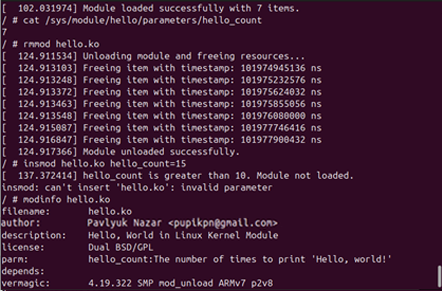 [  102.031974] Module loaded successfully with 7 items.
/ # cat /sys/module/hello/parameters/hello_count
7
/ # rmmod hello.ko
[  124.911534] Unloading module and freeing resources...
[  124.913103] Freeing item with timestamp: 101974945136 ns
[  124.913248] Freeing item with timestamp: 101975232576 ns
[  124.913372] Freeing item with timestamp: 101975624032 ns
[  124.913463] Freeing item with timestamp: 101975855056 ns
[  124.913548] Freeing item with timestamp: 101976080000 ns
[  124.915087] Freeing item with timestamp: 101977746416 ns
[  124.916847] Freeing item with timestamp: 101977900432 ns
[  124.917366] Module unloaded successfully.
/ # insmod hello.ko hello_count=15
[  137.372414] hello_count is greater than 10. Module not loaded.
insmod: can't insert 'hello.ko': invalid parameter
/ # modinfo hello.ko
filename:       hello.ko
author:         Pavlyuk Nazar <pupikpn@gmail.com>
description:    Hello, World in Linux Kernel Module
license:        Dual BSD/GPL
parm:           hello_count:The number of times to print 'Hello, world!'
depends:
vermagic:       4.19.322 SMP mod_unload ARMv7 p2v8